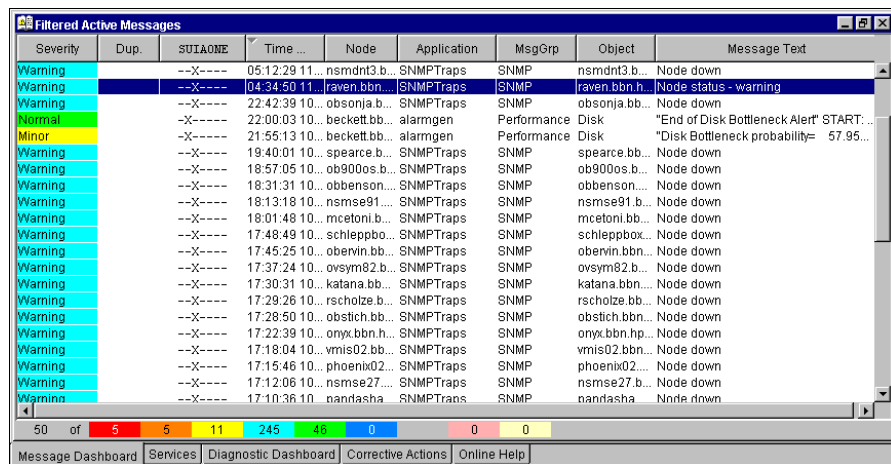 Filtered Active Messages
Severity Dup. SUIAONE Time ... Node Application MsgGrp Object Message Text
Warning --X---- 05:12:29 11... nsmdnt3.b... SNMPTraps SNMP nsmdnt3.b... Node down
Warning --X---- 04:34:50 11... raven.bbn.... SNMPTraps SNMP raven.bbn.h... Node status - warning
Warning --X---- 22:42:39 10... obsonja.b... SNMPTraps SNMP obsonja.bb... Node down
Normal -X----- 22:00:03 10... beckett.bb... alarmgen Performance Disk "End of Disk Bottleneck Alert" START: ...
Minor -X----- 21:55:13 10... beckett.bb... alarmgen Performance Disk "Disk Bottleneck probability= 57.95...
Warning --X---- 19:40:01 10... spearce.b... SNMPTraps SNMP spearce.bb... Node down
Warning --X---- 18:57:05 10... ob900os.b... SNMPTraps SNMP ob900os.b... Node down
Warning --X---- 18:31:31 10... obbenson.... SNMPTraps SNMP obbenson.... Node down
Warning --X---- 18:13:18 10... nsmse91.... SNMPTraps SNMP nsmse91.b... Node down
Warning --X---- 18:01:48 10... mcetoni.b... SNMPTraps SNMP mcetoni.bb... Node down
Warning --X---- 17:48:49 10... schleppbo... SNMPTraps SNMP schleppbox... Node down
Warning --X---- 17:45:25 10... obervin.bb... SNMPTraps SNMP obervin.bbn... Node down
Warning --X---- 17:37:24 10... ovsym82.b... SNMPTraps SNMP ovsym82.b... Node down
Warning --X---- 17:30:31 10... katana.bb... SNMPTraps SNMP katana.bbn.... Node down
Warning --X---- 17:29:26 10... rscholze.b... SNMPTraps SNMP rscholze.bb... Node down
Warning --X---- 17:28:50 10... obstich.bb... SNMPTraps SNMP obstich.bbn... Node down
Warning --X---- 17:22:39 10... onyx.bbn.h... SNMPTraps SNMP onyx.bbn.hp... Node down
Warning --X---- 17:18:04 10... vmis02.bb... SNMPTraps SNMP vmis02.bbn... Node down
Warning --X---- 17:15:46 10... phoenix02.... SNMPTraps SNMP phoenix02.... Node down
Warning --X---- 17:12:06 10... nsmse27.... SNMPTraps SNMP nsmse27.b... Node down
Warning --X---- 17:10:36 10... pandasha... SNMPTraps SNMP pandasha... Node down
50 of 5 5 11 245 46 0 0 0
Message Dashboard Services Diagnostic Dashboard Corrective Actions Online Help